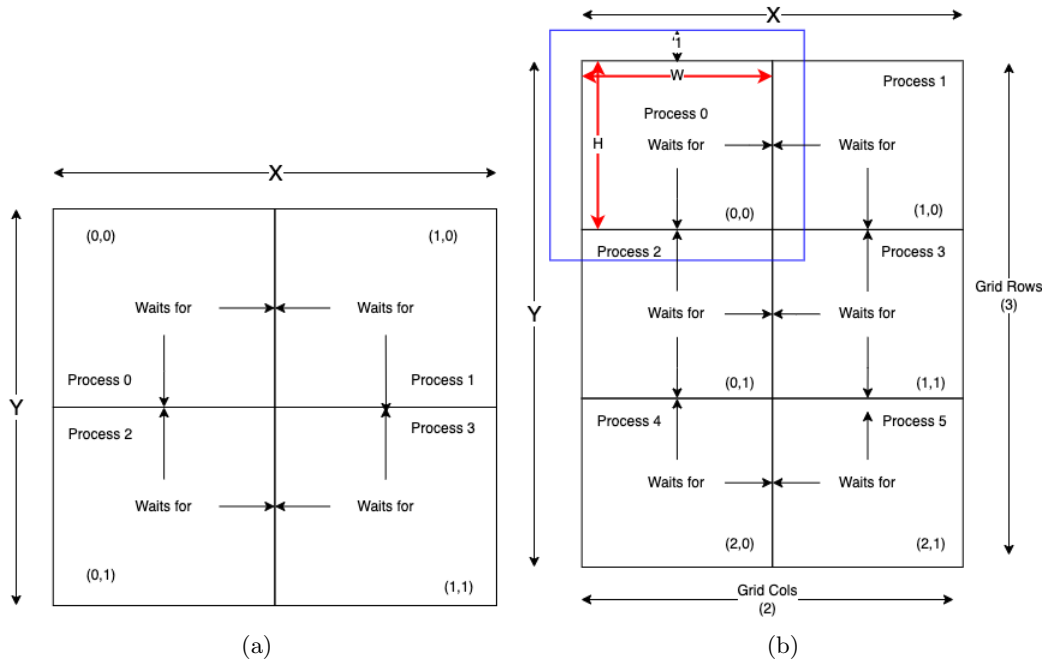 X
Y
(0,0)
(1,0)
Waits for
Waits for
Process 0
Process 1
Process 2
Process 3
Waits for
Waits for
(0,1)
(1,1)
(a)
X
1
W
H
Y
Process 0
Process 1
Waits for
Waits for
(0,0)
(1,0)
Process 2
Process 3
Waits for
Waits for
(0,1)
(1,1)
Process 4
Process 5
Waits for
Waits for
(2,0)
(2,1)
Grid Rows
(3)
Grid Cols
(2)
(b)